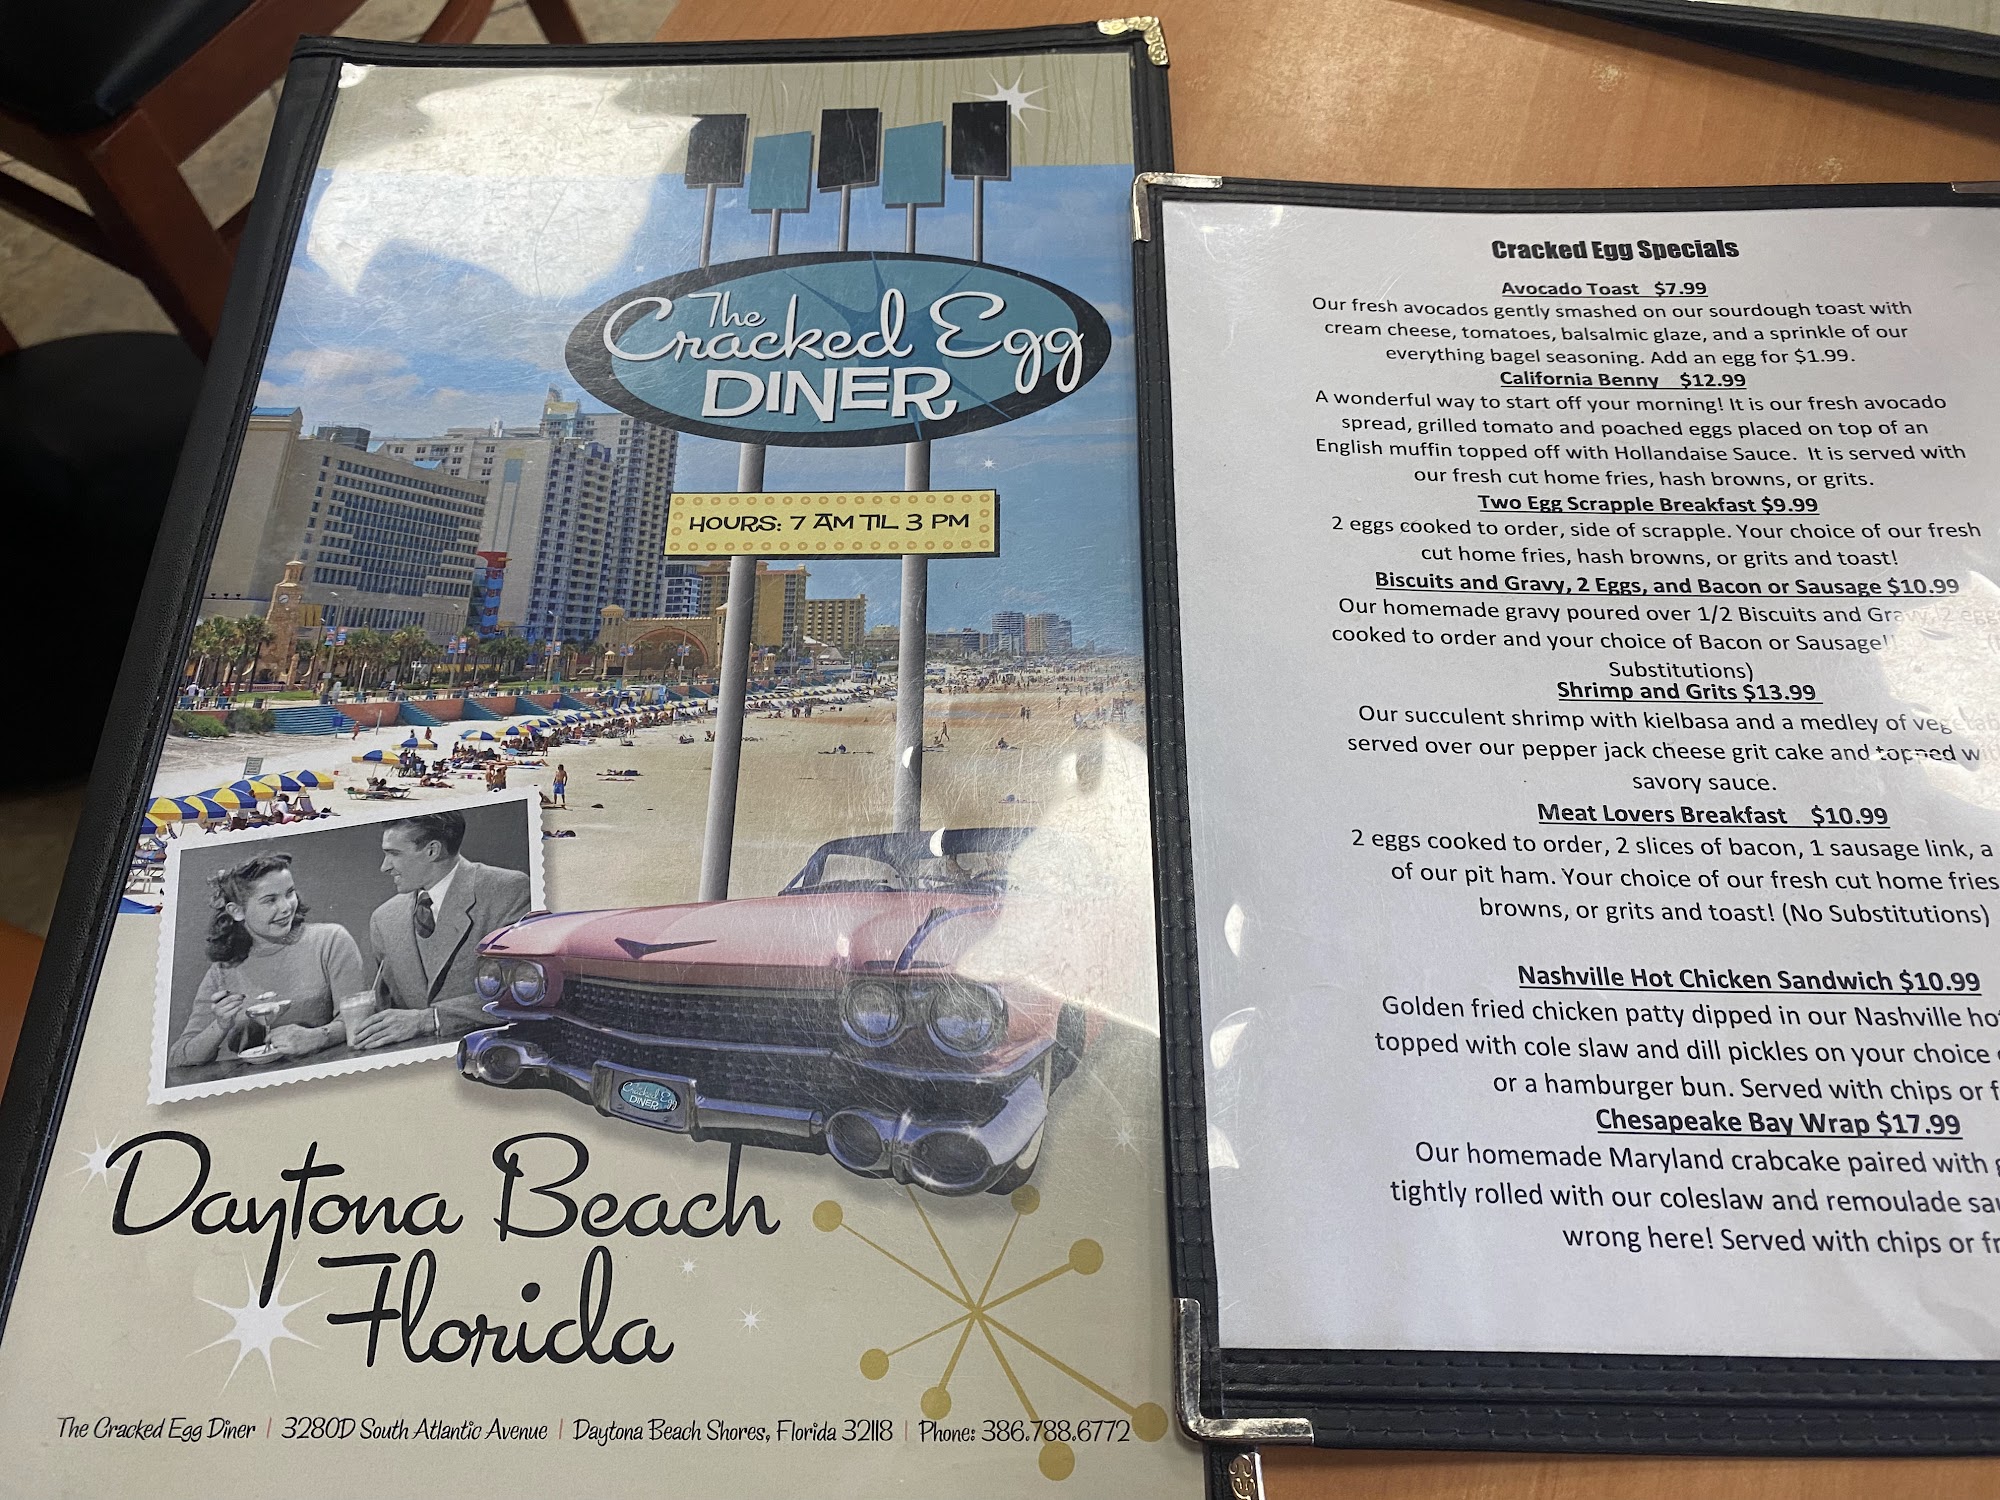 The
Cracked Egg
DINER
HOURS: 7 AM TIL 3 PM
Cracked Egg
DINER
Daytona Beach
Florida
The Cracked Egg Diner | 3280D South Atlantic Avenue | Daytona Beach Shores, Florida 32118 | Phone: 386.788.6772
Cracked Egg Specials
Avocado Toast $7.99
Our fresh avocados gently smashed on our sourdough toast with
cream cheese, tomatoes, balsalmic glaze, and a sprinkle of our
everything bagel seasoning. Add an egg for $1.99.
California Benny $12.99
A wonderful way to start off your morning! It is our fresh avocado
spread, grilled tomato and poached eggs placed on top of an
English muffin topped off with Hollandaise Sauce. It is served with
our fresh cut home fries, hash browns, or grits.
Two Egg Scrapple Breakfast $9.99
2 eggs cooked to order, side of scrapple. Your choice of our fresh
cut home fries, hash browns, or grits and toast!
Biscuits and Gravy, 2 Eggs, and Bacon or Sausage $10.99
Our homemade gravy poured over 1/2 Biscuits and Gravy, 2 eggs
cooked to order and your choice of Bacon or Sausage!!
Substitutions)
Shrimp and Grits $13.99
Our succulent shrimp with kielbasa and a medley of
served over our pepper jack cheese grit cake and topped
savory sauce.
Meat Lovers Breakfast $10.99
2 eggs cooked to order, 2 slices of bacon, 1 sausage link, a
of our pit ham. Your choice of our fresh cut home fries
browns, or grits and toast! (No Substitutions)
Nashville Hot Chicken Sandwich $10.99
Golden fried chicken patty dipped in our Nashville
topped with cole slaw and dill pickles on your choice
or a hamburger bun. Served with chips or
Chesapeake Bay Wrap $17.99
Our homemade Maryland crabcake paired with
tightly rolled with our coleslaw and remoulade
wrong here! Served with chips or